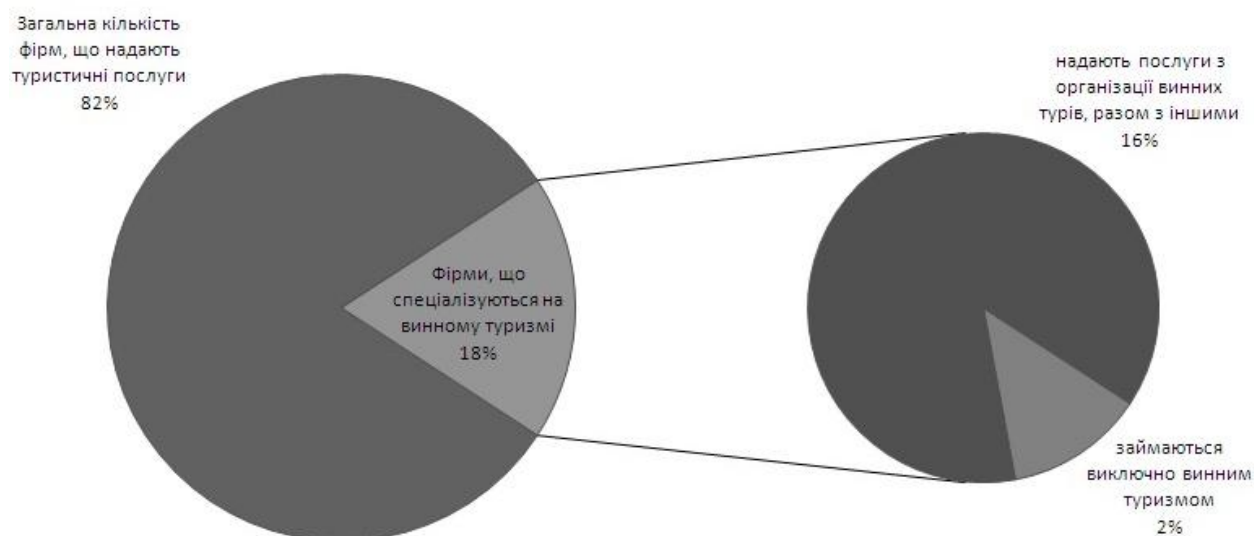 Загальна кількість
фірм, що надають
туристичні послуги
82%
Фірми, що
спеціалізуються на
винному туризмі
18%
надають послуги з
організації винних
турів, разом з іншими
16%
займаються
виключно винним
туризмом
2%